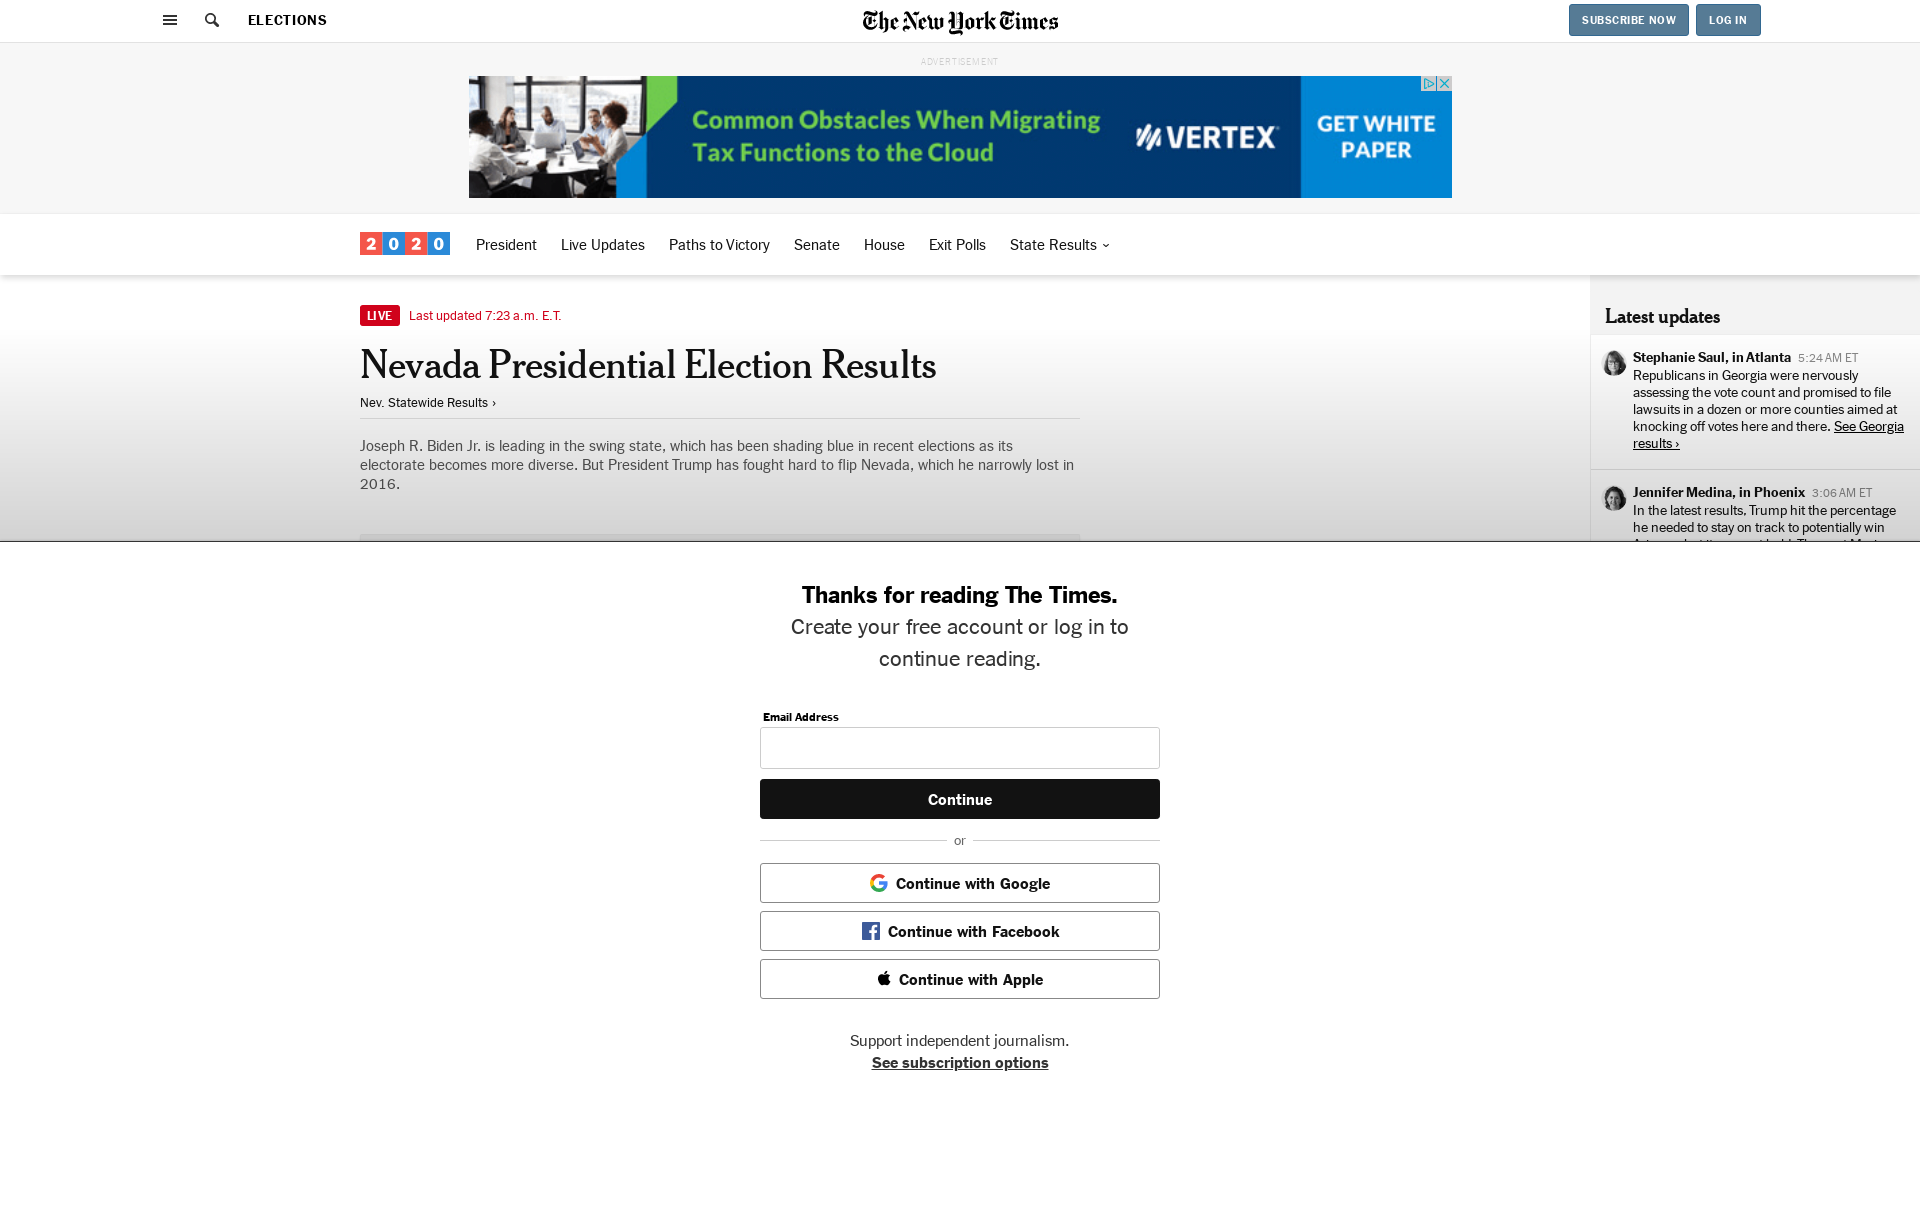 ELECTIONS
The New York Times
SUBSCRIBE NOW
LOG IN
ADVERTISEMENT
Common Obstacles When Migrating
Tax Functions to the Cloud
VERTEX
GET WHITE
PAPER
2020
President
Live Updates
Paths to Victory
Senate
House
Exit Polls
State Results
LIVE Last updated 7:23 a.m. E.T.
Nevada Presidential Election Results
Nev. Statewide Results ›
Joseph R. Biden Jr. is leading in the swing state, which has been shading blue in recent elections as its
electorate becomes more diverse. But President Trump has fought hard to flip Nevada, which he narrowly lost in
2016.
Latest updates
Stephanie Saul, in Atlanta 5:24 AM ET
Republicans in Georgia were nervously
assessing the vote count and promised to file
lawsuits in a dozen or more counties aimed at
knocking off votes here and there. See Georgia
results ›
Jennifer Medina, in Phoenix 3:06 AM ET
In the latest results, Trump hit the percentage
he needed to stay on track to potentially win
Thanks for reading The Times.
Create your free account or log in to
continue reading.
Email Address
Continue
or
Continue with Google
Continue with Facebook
Continue with Apple
Support independent journalism.
See subscription options